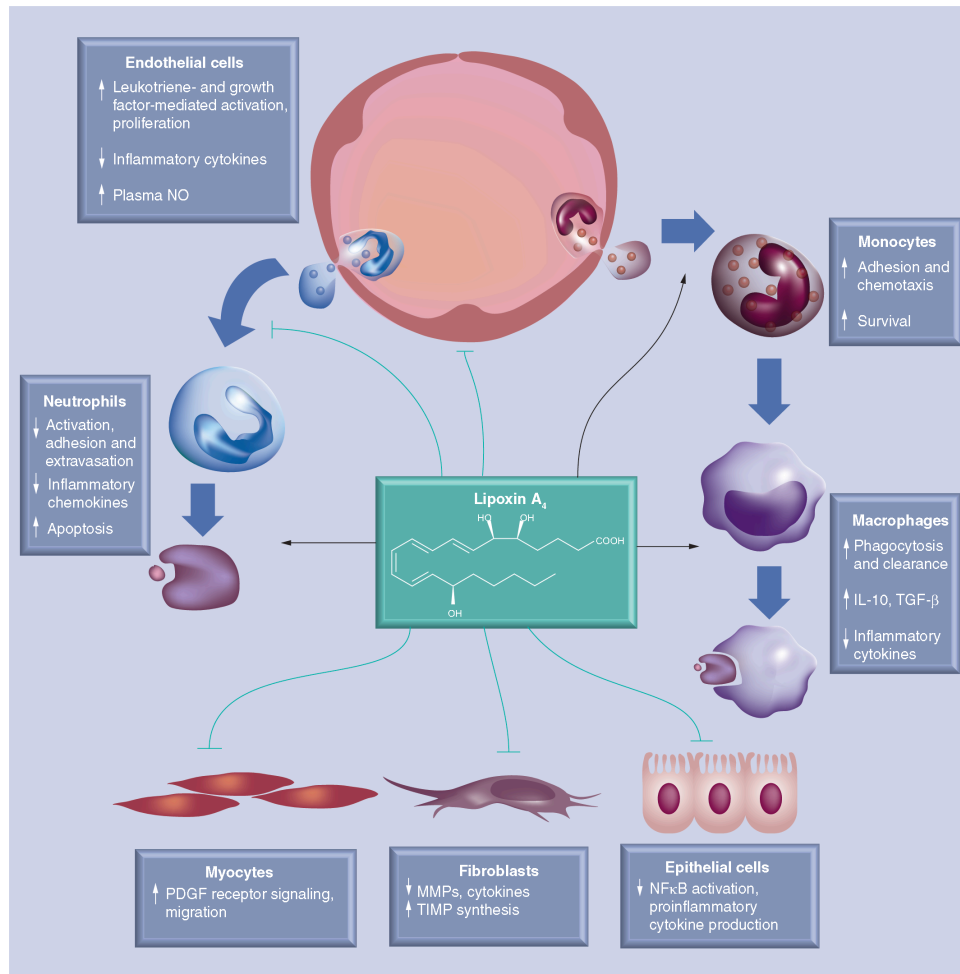 Endothelial cells
↑ Leukotriene- and growth
factor-mediated activation,
proliferation
↓ Inflammatory cytokines
↑ Plasma NO
Monocytes
↑ Adhesion and
chemotaxis
↑ Survival
Neutrophils
↓ Activation,
adhesion and
extravasation
↓ Inflammatory
chemokines
↑ Apoptosis
Lipoxin A4
HO OH
COOH
OH
Macrophages
↑ Phagocytosis
and clearance
↑ IL-10, TGF-β
↓ Inflammatory
cytokines
Myocytes
↑ PDGF receptor signaling,
migration
Fibroblasts
↓ MMPs, cytokines
↑ TIMP synthesis
Epithelial cells
↓ NFκB activation,
proinflammatory
cytokine production